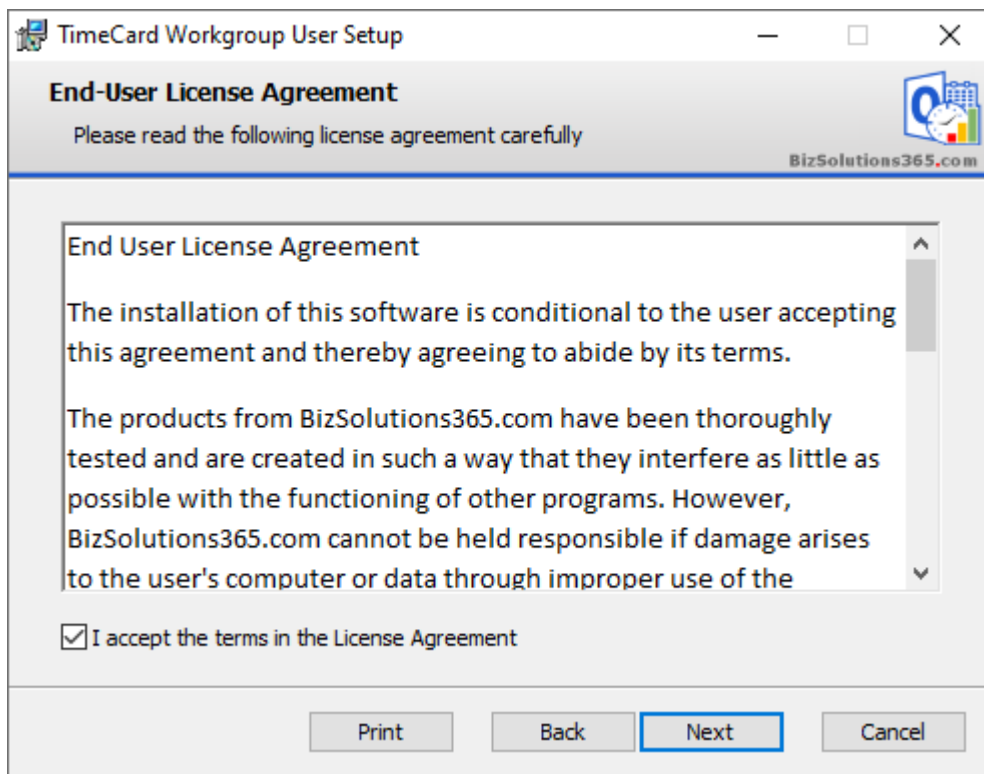 TimeCard Workgroup User Setup
End-User License Agreement
Please read the following license agreement carefully
BizSolutions365.com
End User License Agreement
The installation of this software is conditional to the user accepting
this agreement and thereby agreeing to abide by its terms.
The products from BizSolutions365.com have been thoroughly
tested and are created in such a way that they interfere as little as
possible with the functioning of other programs. However,
BizSolutions365.com cannot be held responsible if damage arises
to the user's computer or data through improper use of the
I accept the terms in the License Agreement
Print
Back
Next
Cancel